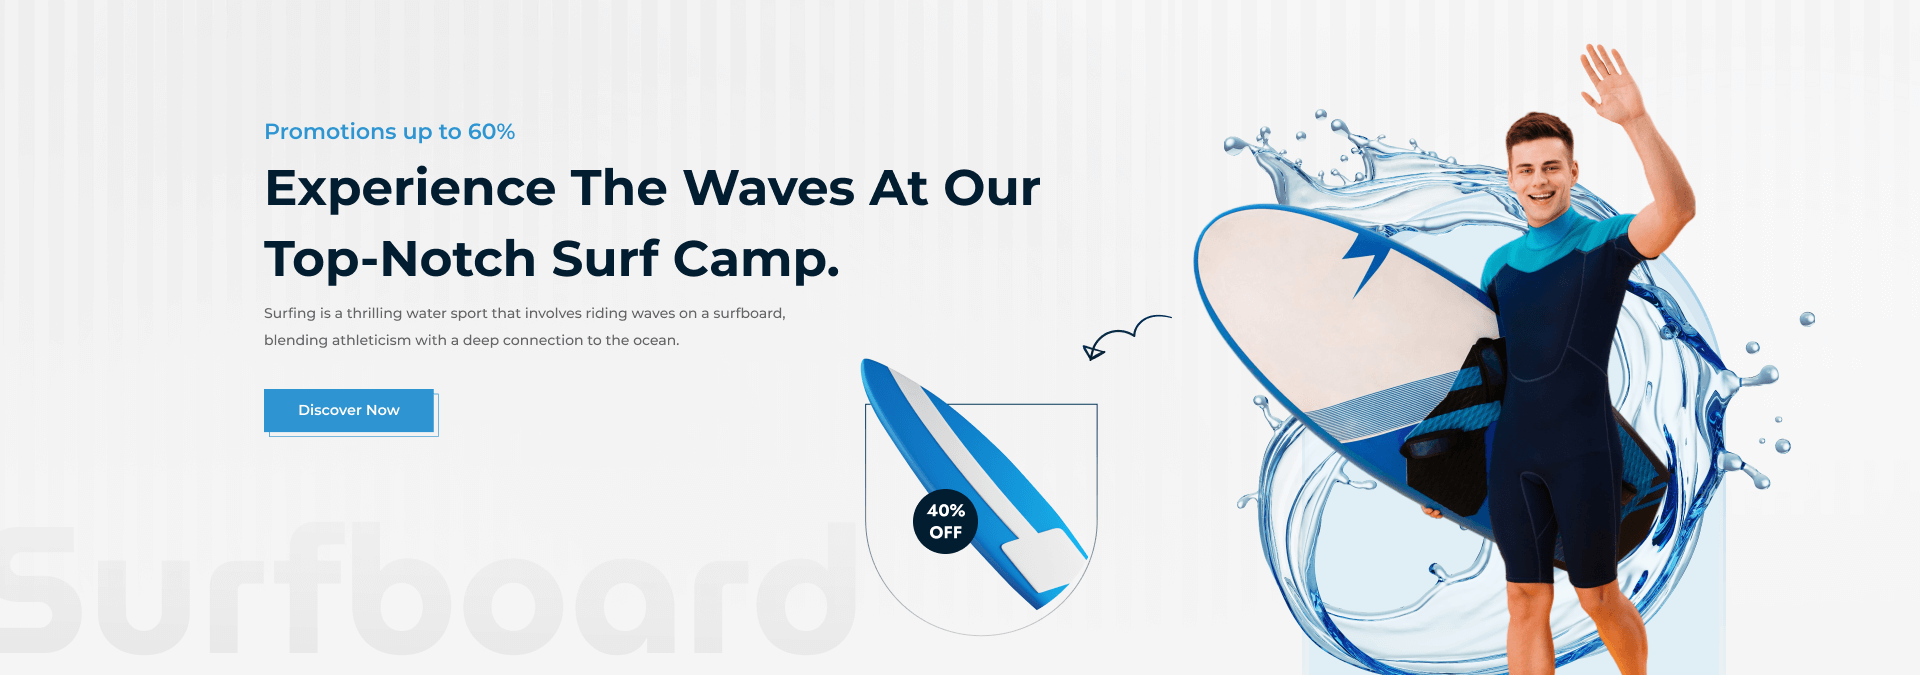 Promotions up to 60%
Experience The Waves At Our
Top-Notch Surf Camp.
Surfing is a thrilling water sport that involves riding waves on a surfboard,
blending athleticism with a deep connection to the ocean.
Discover Now
40%
OFF
Surfboard